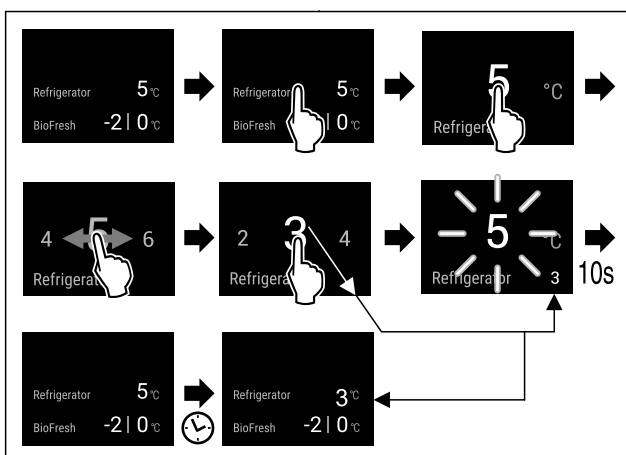 Refrigerator 5 °C
BioFresh -2 | 0 °C
Refrigerator 5 °C
BioFresh | 0 °C
5 °C
4 5 6
2 3 4
5 °C
Refrigerator 3
10s
Refrigerator 5 °C
BioFresh -2 | 0 °C
Refrigerator 3 °C
BioFresh -2 | 0 °C